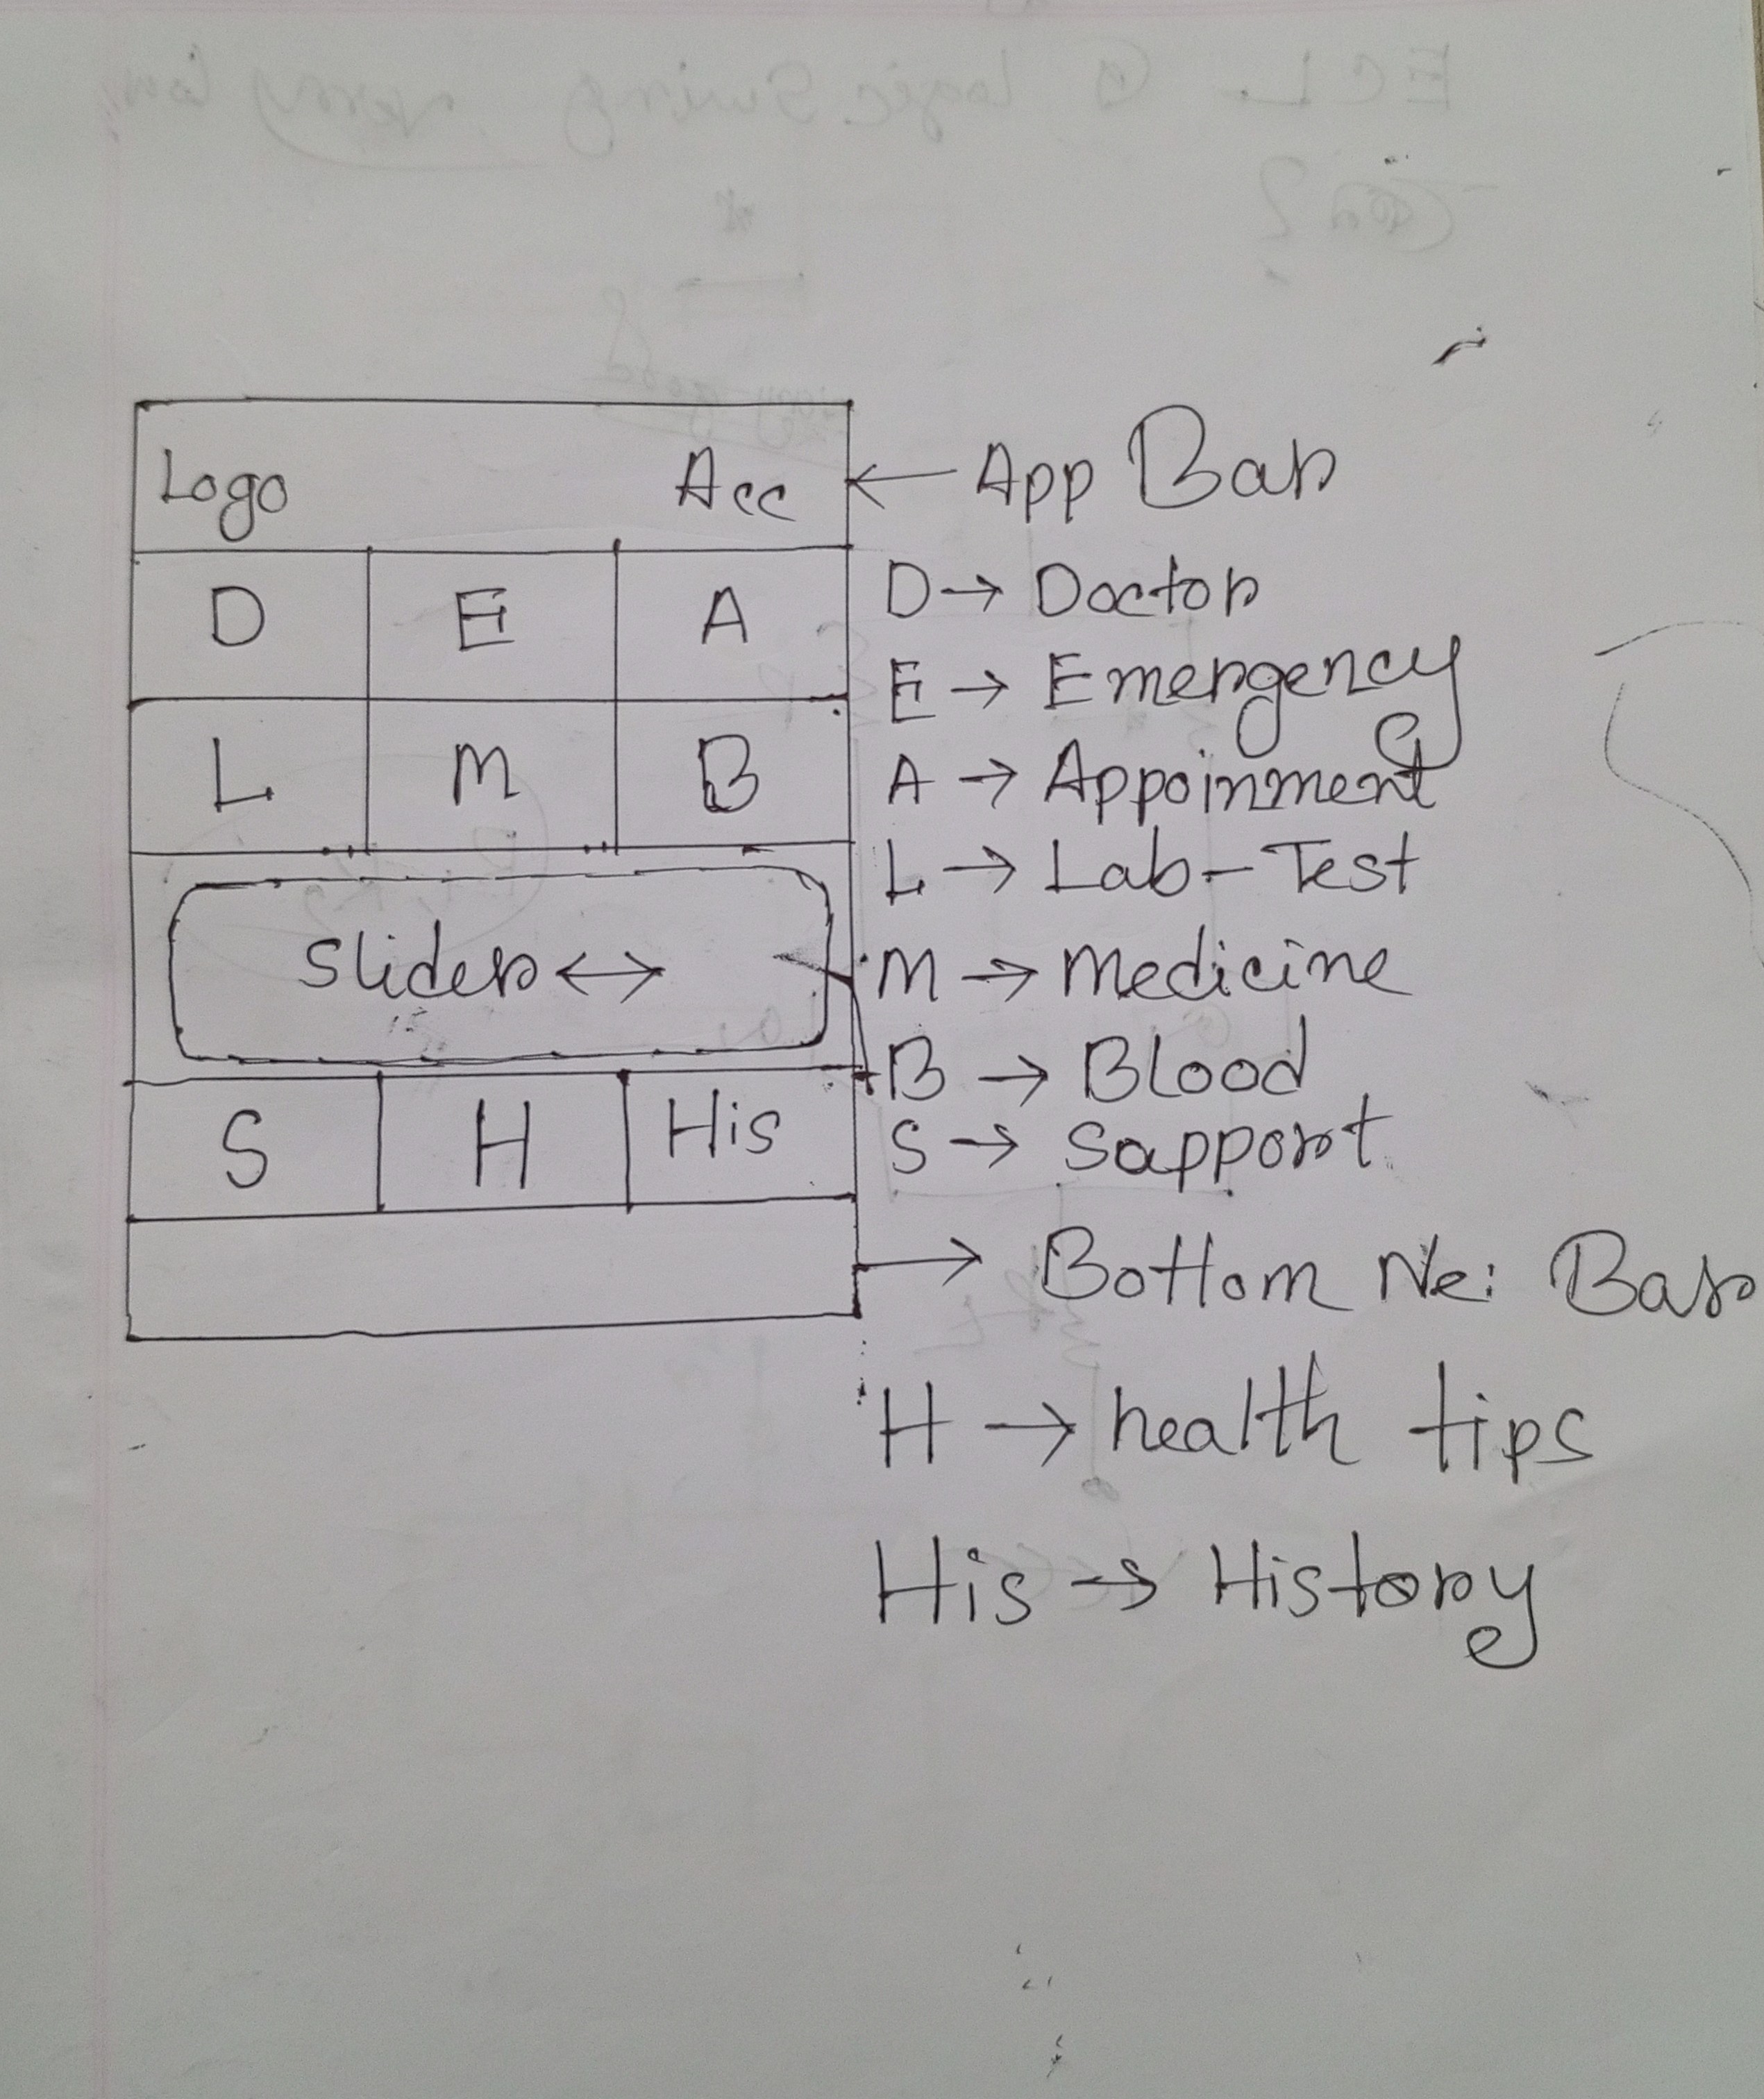 Logo Acc ← App Bar
D E A
D → Doctor
E → Emergency
L M B
A → Appoinment
L → Lab-Test
Slider ↔
M → Medicine
B → Blood
S H His
S → Sapport
→ Bottom Ne: Bar
H → health tips
His → History